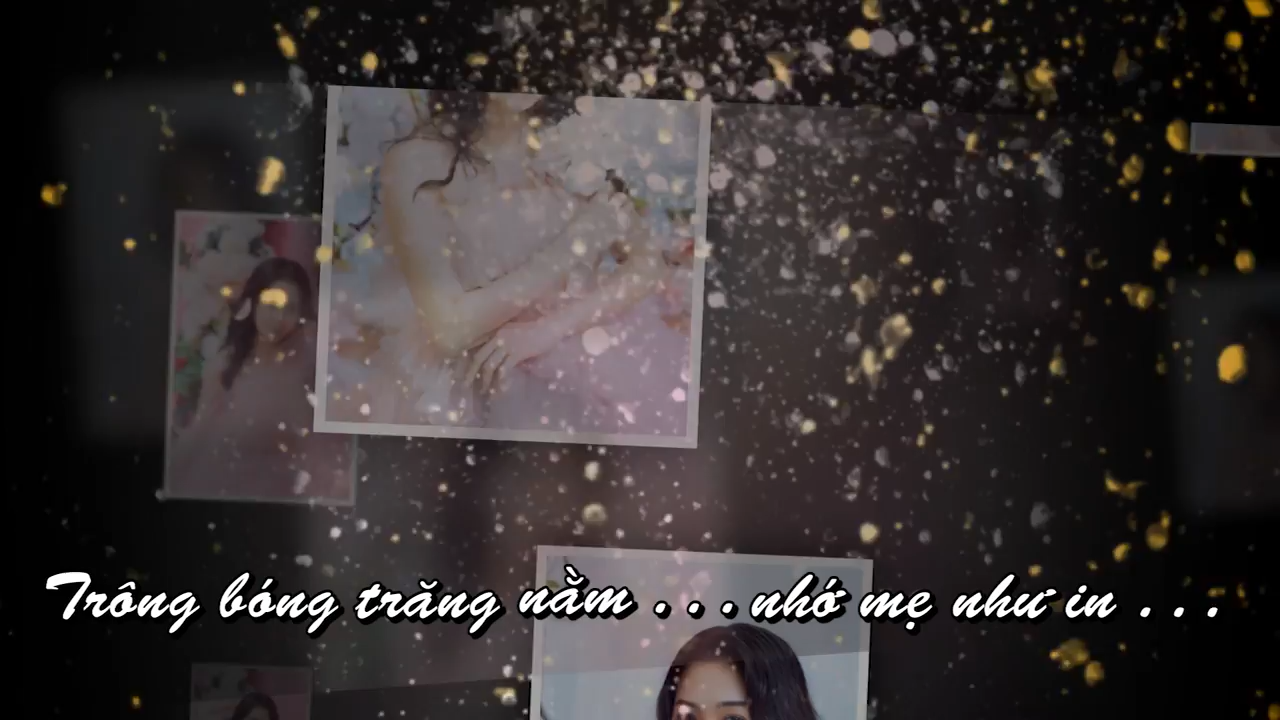 Trông bóng trăng nằm . . . nhớ mẹ như in . . .